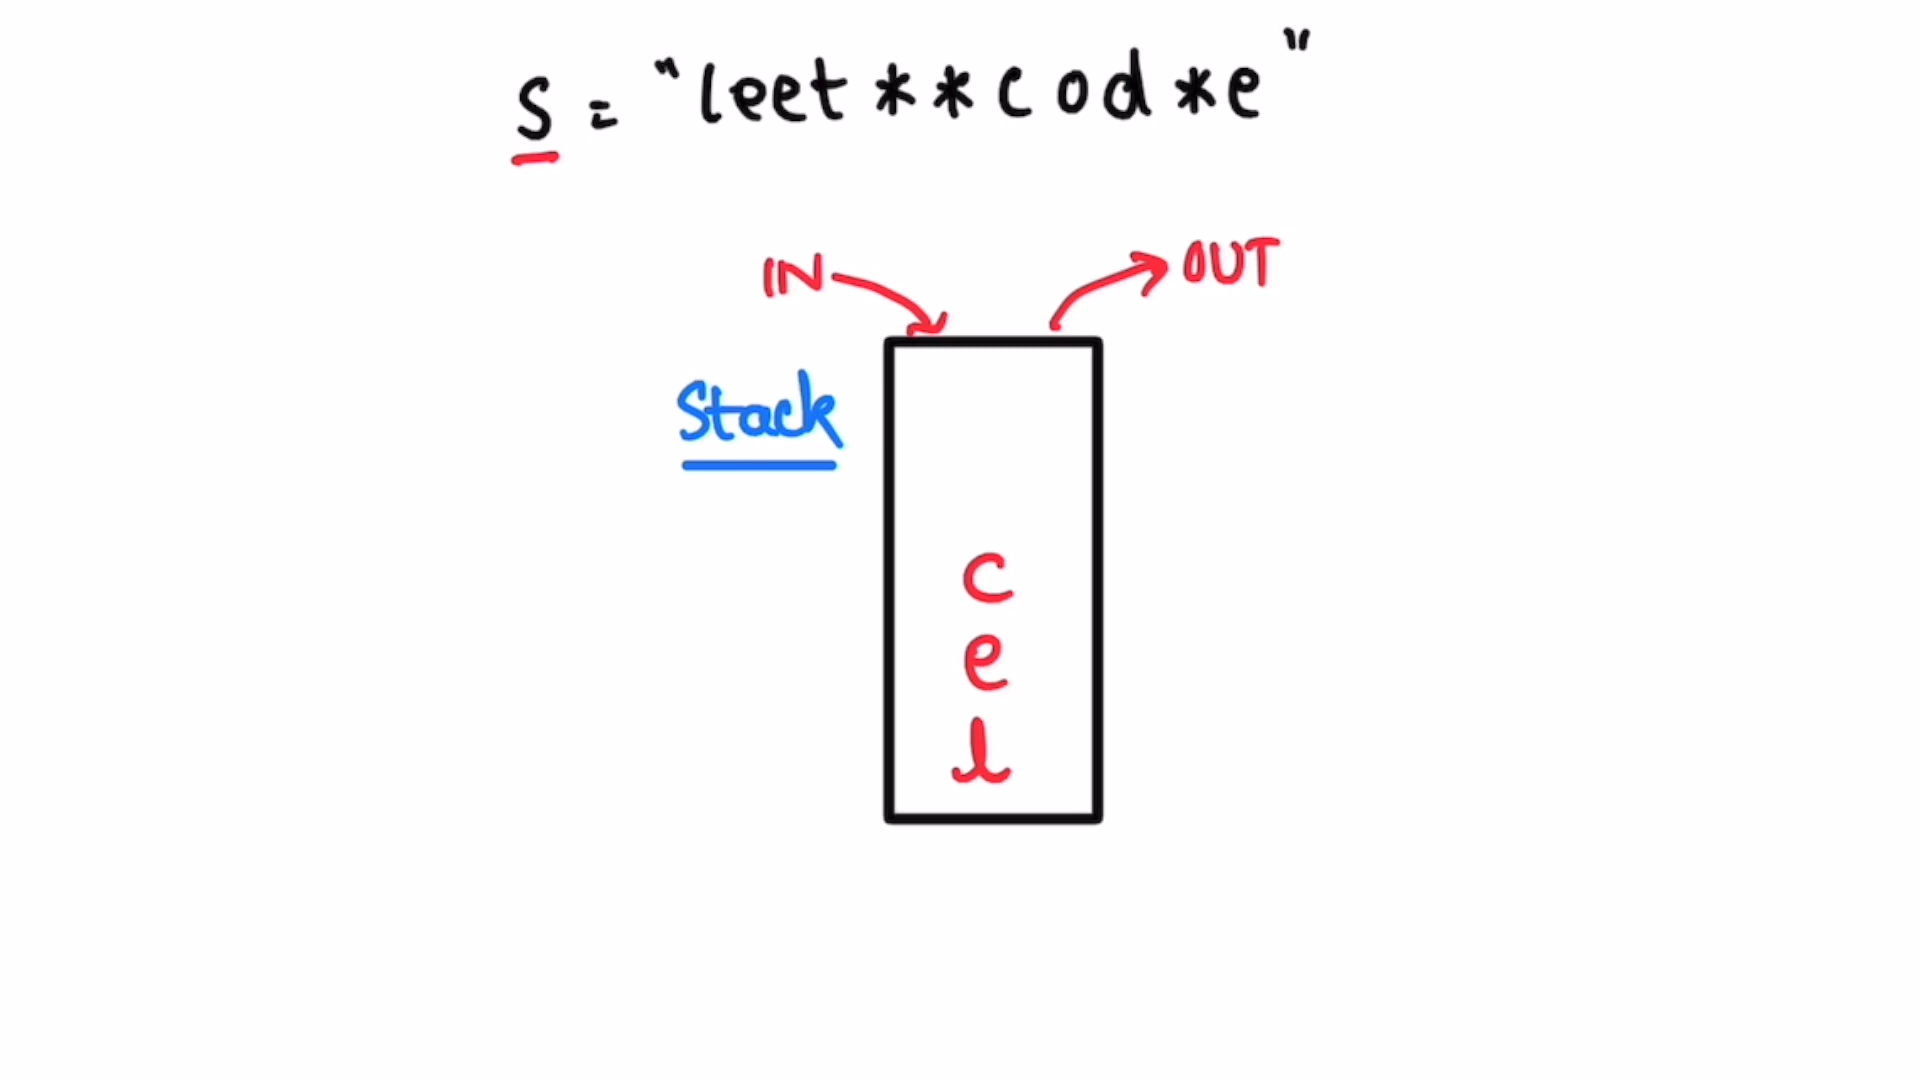 s = "leet**cod*e"
IN OUT
Stack
c
e
l